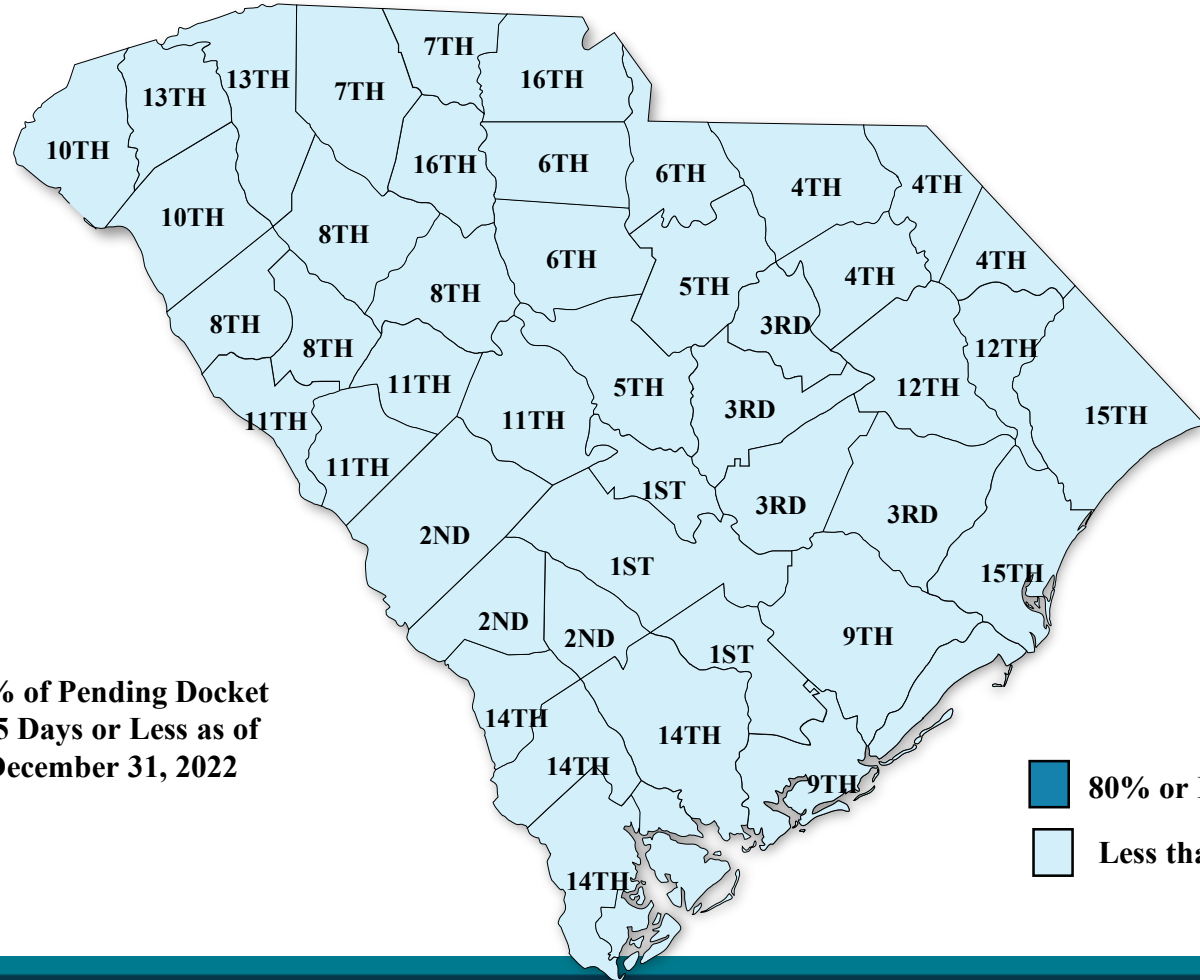 7TH
13TH
7TH
16TH
13TH
10TH
16TH
6TH
6TH
4TH
4TH
10TH
8TH
6TH
4TH
4TH
8TH
5TH
3RD
8TH
8TH
12TH
11TH
5TH
12TH
3RD
11TH
11TH
15TH
11TH
1ST
3RD
3RD
2ND
1ST
15TH
2ND
2ND
1ST
9TH
% of Pending Docket
5 Days or Less as of
December 31, 2022
14TH
14TH
14TH
9TH
14TH
80% or
Less